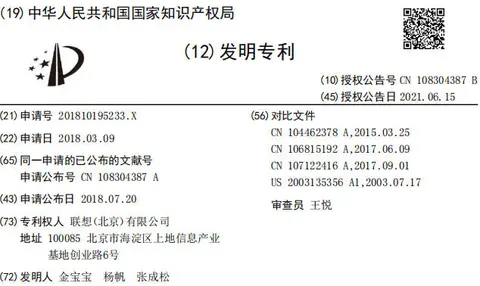 (19)中华人民共和国国家知识产权局
(12)发明专利
(10)授权公告号 CN 108304387 B
(45)授权公告日 2021.06.15
(21)申请号 201810195233.X
(22)申请日 2018.03.09
(65)同一申请的已公布的文献号
申请公布号 CN 108304387 A
(43)申请公布日 2018.07.20
(73)专利权人 联想(北京)有限公司
地址 100085 北京市海淀区上地信息产业
基地创业路6号
(72)发明人 金宝宝 杨帆 张成松
(56)对比文件
CN 104462378 A,2015.03.25
CN 106815192 A,2017.06.09
CN 107122416 A,2017.09.01
US 2003135356 A1,2003.07.17
审查员 王悦